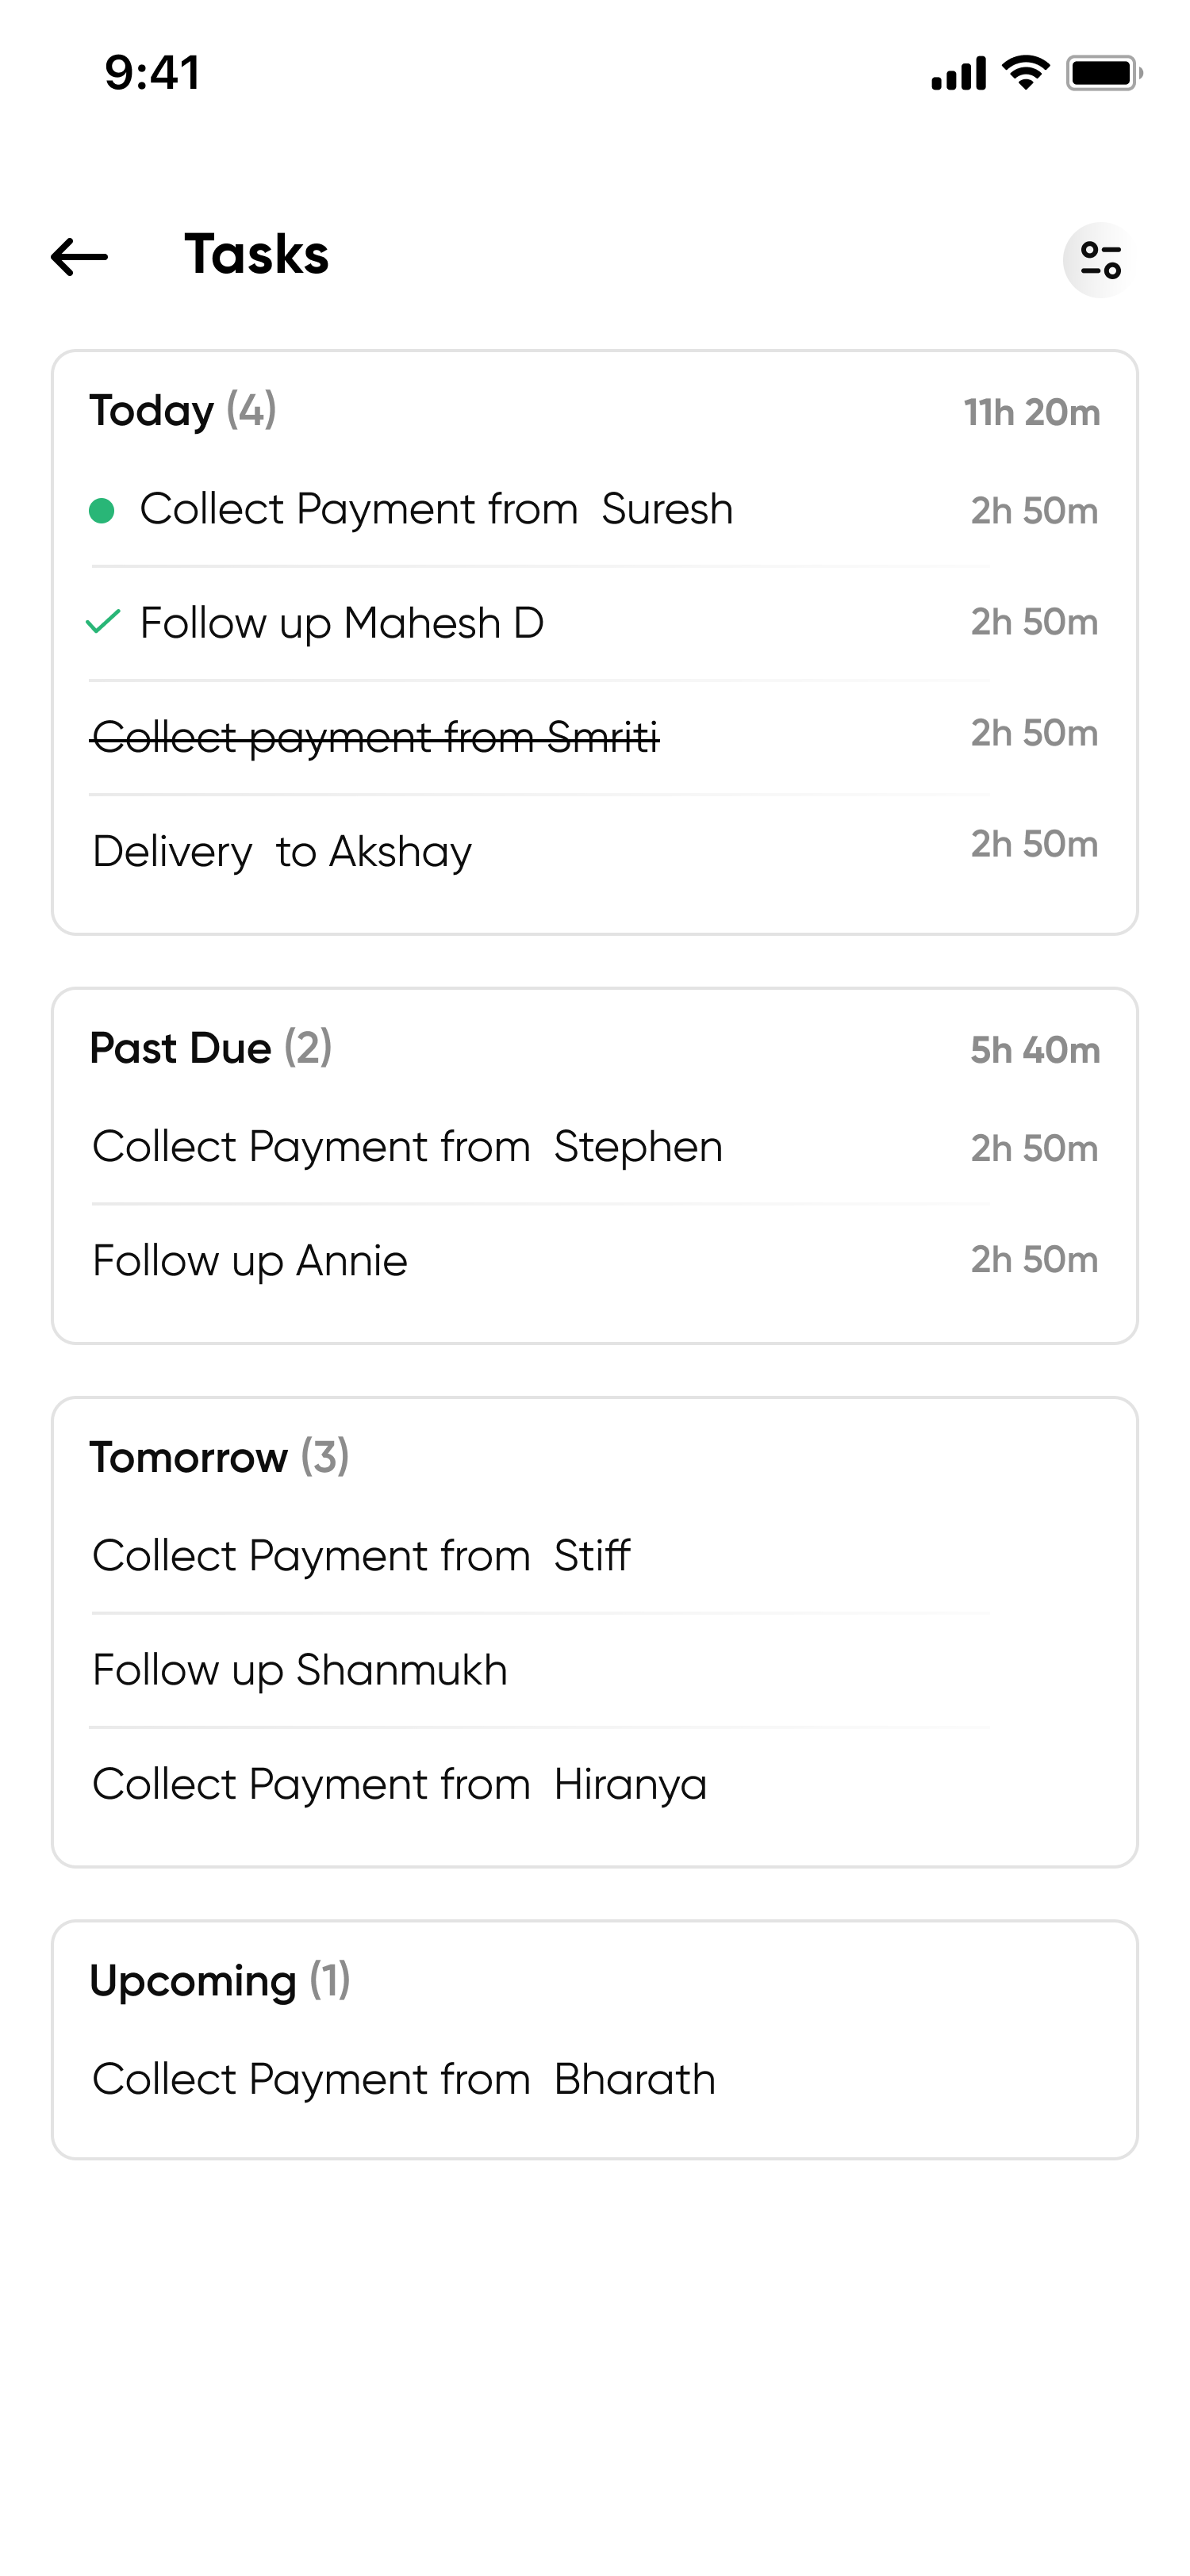 9:41
Tasks
Today (4) 11h 20m
Collect Payment from  Suresh 2h 50m
Follow up Mahesh D 2h 50m
Collect payment from Smriti 2h 50m
Delivery  to Akshay 2h 50m
Past Due (2) 5h 40m
Collect Payment from  Stephen 2h 50m
Follow up Annie 2h 50m
Tomorrow (3)
Collect Payment from  Stiff
Follow up Shanmukh
Collect Payment from  Hiranya
Upcoming (1)
Collect Payment from  Bharath